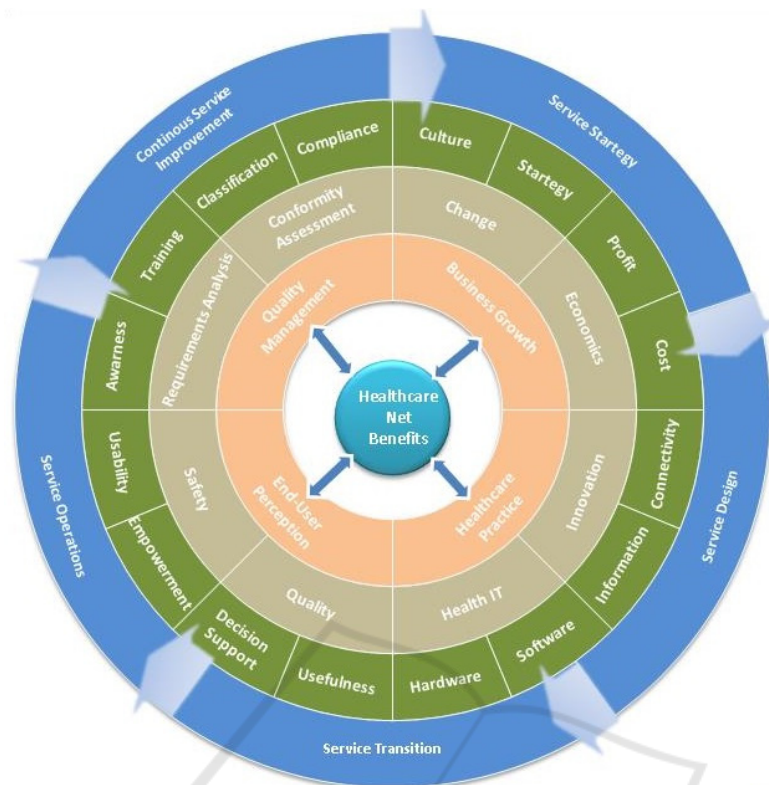 Continous Service
Improvement
Service Startegy
Service Design
Service Transition
Service Operations
Culture
Startegy
Profit
Cost
Connectivity
Information
Software
Hardware
Usefulness
Decision
Support
Empowerment
Usability
Awarness
Training
Classification
Compliance
Change
Economics
Innovation
Health IT
Quality
Safety
Requirements Analysis
Conformity
Assessment
Business Growth
Healthcare
Practice
End-User
Perception
Quality
Management
Healthcare
Net
Benefits